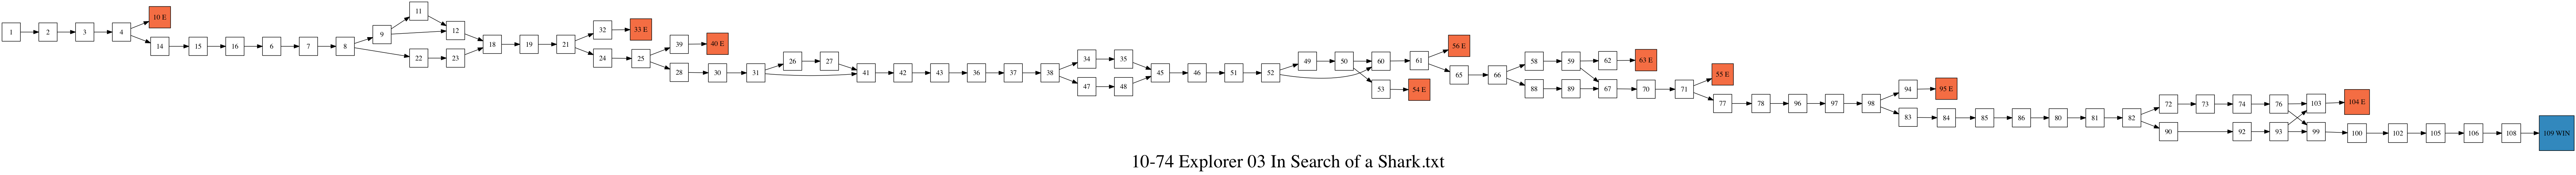 1 2 3 4 10 E
14 15 16 6 7 8 9 11 12
22 23 18 19 21 32 33 E
24 25 39 40 E
28 30 31 26 27 41 42 43 36 37 38 34 35
47 48 45 46 51 52 49 50 60 61 56 E
53 54 E
65 66 58 59 62 63 E
88 89 67 70 71 55 E
77 78 96 97 98 94 95 E
83 84 85 86 80 81 82 72 73 74 76 103 104 E
90 92 93 99 100 102 105 106 108 109 WIN
10-74 Explorer 03 In Search of a Shark.txt